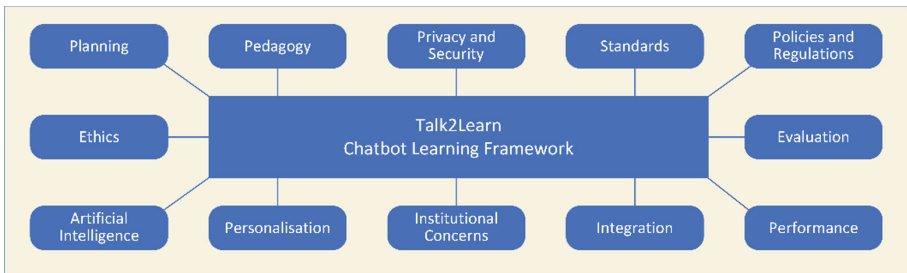 Planning
Pedagogy
Privacy and
Security
Standards
Policies and
Regulations
Ethics
Talk2Learn
Chatbot Learning Framework
Evaluation
Artificial
Intelligence
Personalisation
Institutional
Concerns
Integration
Performance